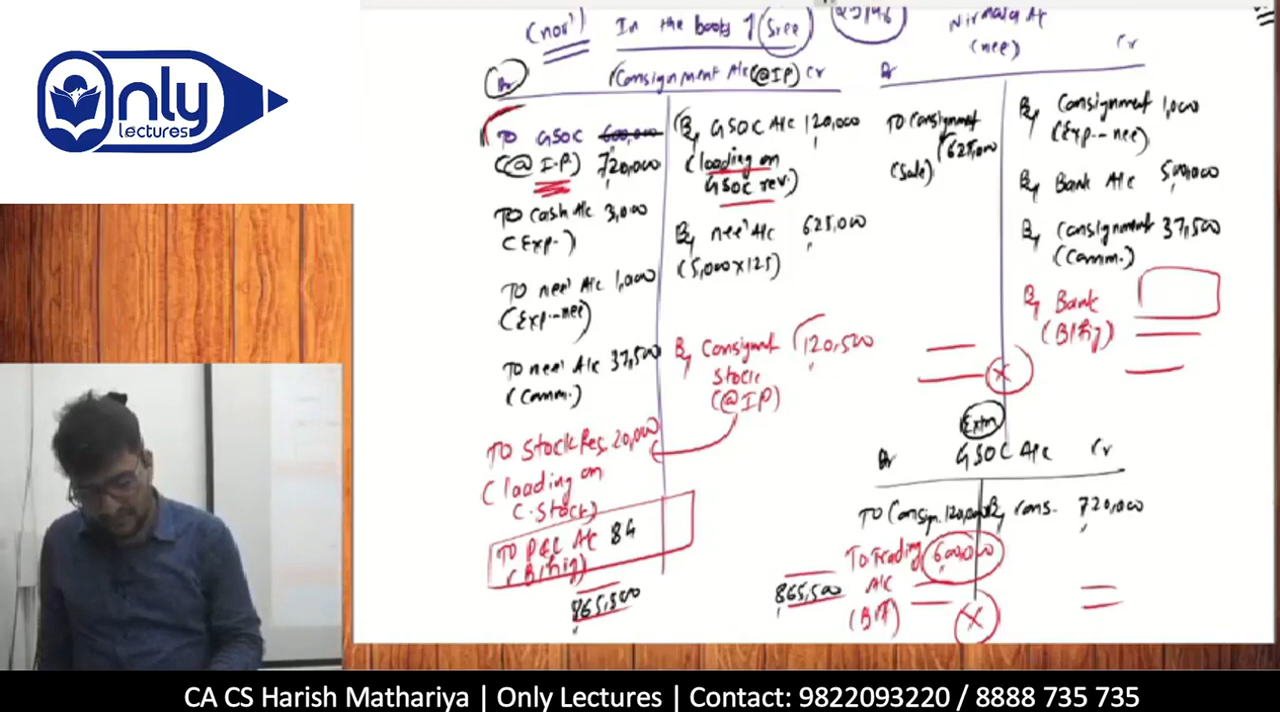 Only
Lectures
(nor')
In the books of Sree
Nirmala A/c
(nee)
Dr
Consignment A/c (@IP) Cr
Dr
Cr
To GSOC 600,000
(@ I.P.) 720,000
To Cash A/c 3,000
(Exp.)
To nee' A/c 1,000
(Exp.-nee)
To nee' A/c 37,500
(Comm.)
To Stock Res. 20,000
(loading on
C. stock)
To P&L A/c 84
(B/fig)
865,500
By GSOC A/c 120,000
(loading on
GSOC rev.)
By nee' A/c 625,000
(5,000x125)
By Consignment 120,500
Stock
(@IP)
865,500
To Consignment
625,000
(Sale)
By Consignment 1,000
(Exp.-nee)
By Bank A/c
By Consignment 37,500
(Comm.)
By Bank
(B/fig)
Extra
Dr
GSOC A/c
Cr
To Consign. 120,000
By Cons. 720,000
To Trading 600,000
A/c
(B/f)
CA CS Harish Mathariya | Only Lectures | Contact: 9822093220 / 8888 735 735